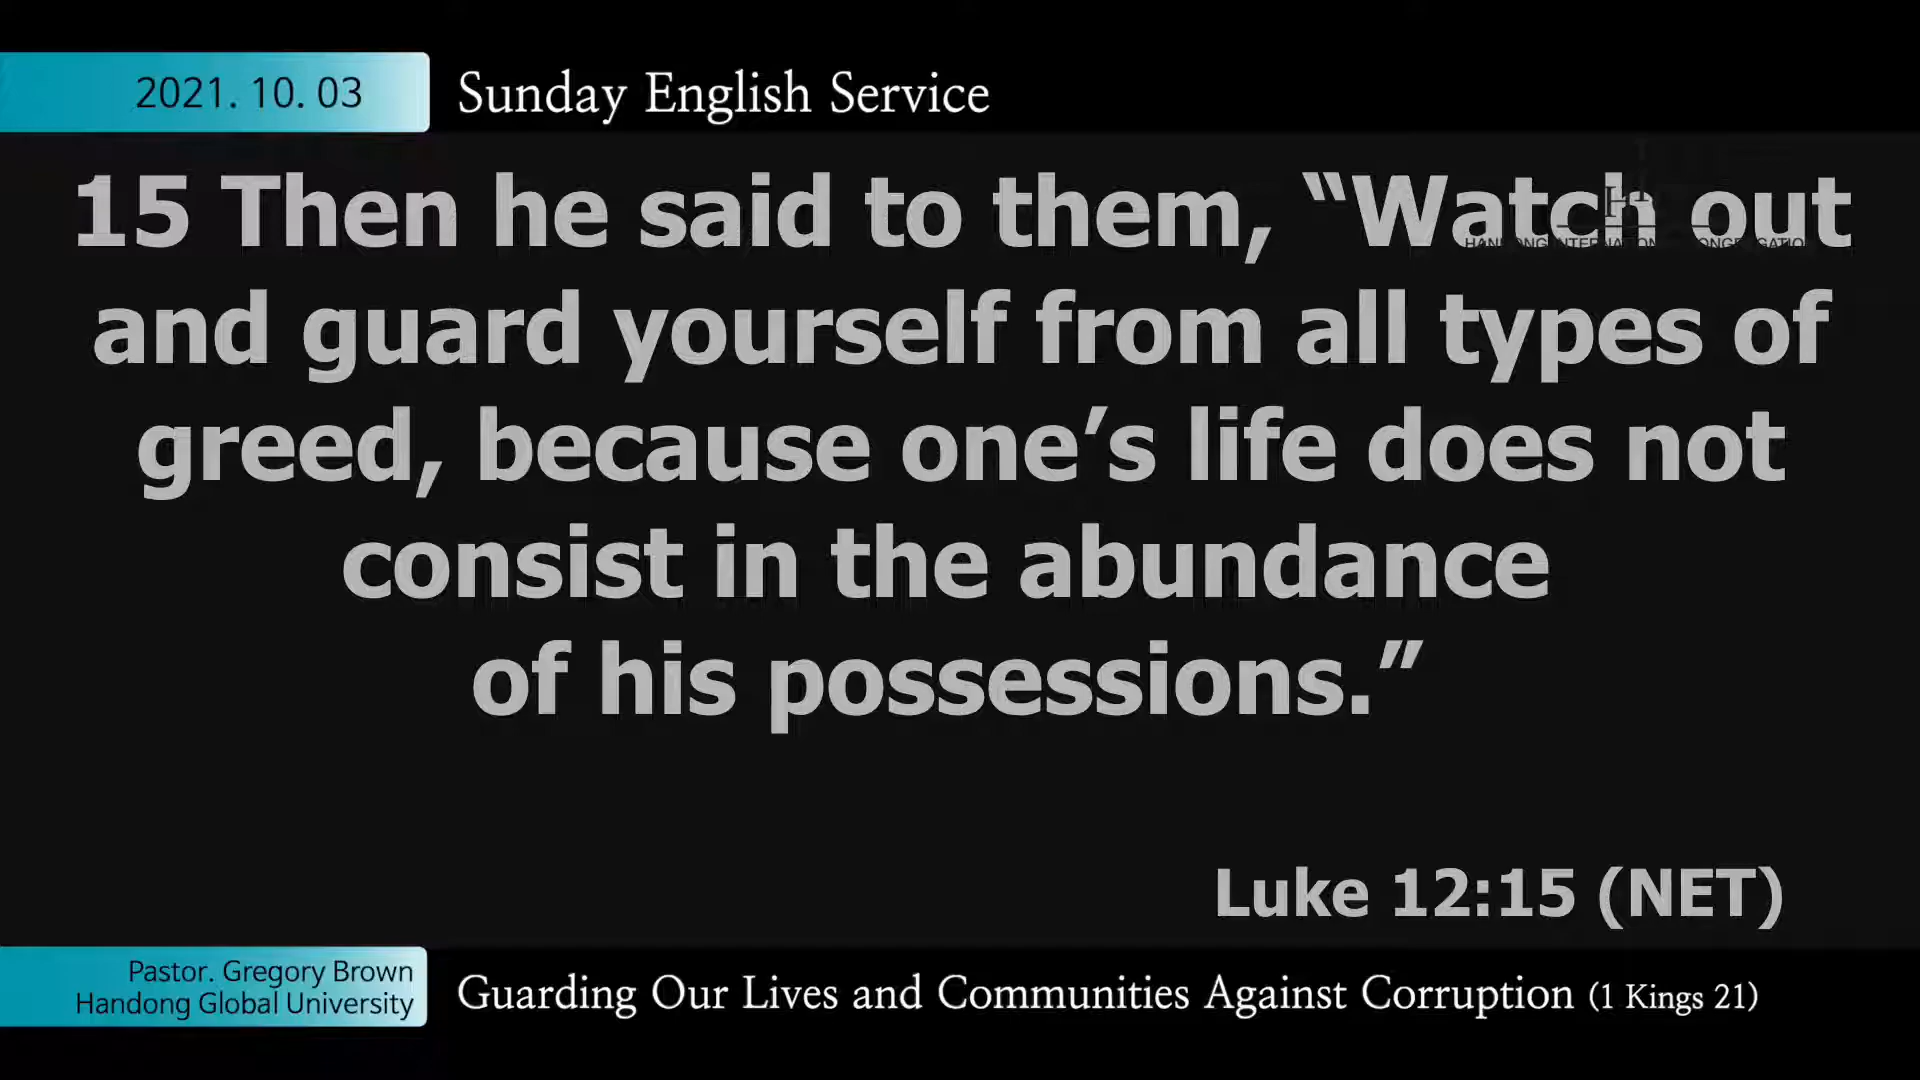 2021. 10. 03
Sunday English Service
15 Then he said to them, “Watch out
and guard yourself from all types of
greed, because one’s life does not
consist in the abundance
of his possessions.”
Luke 12:15 (NET)
Pastor. Gregory Brown
Handong Global University
Guarding Our Lives and Communities Against Corruption (1 Kings 21)